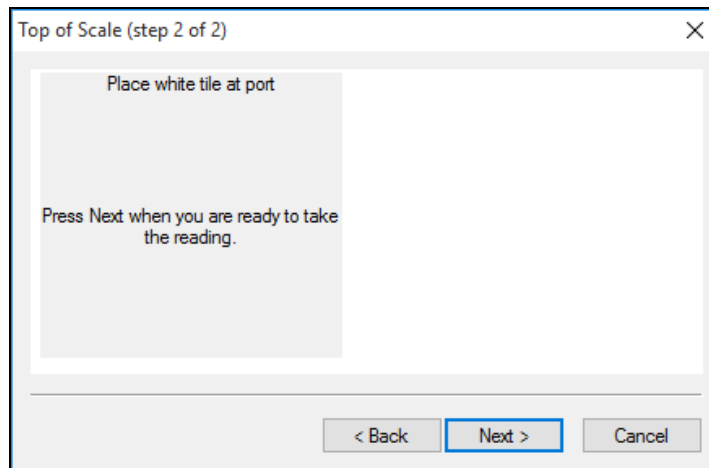 Top of Scale (step 2 of 2)
Place white tile at port
Press Next when you are ready to take
the reading.
< Back
Next >
Cancel